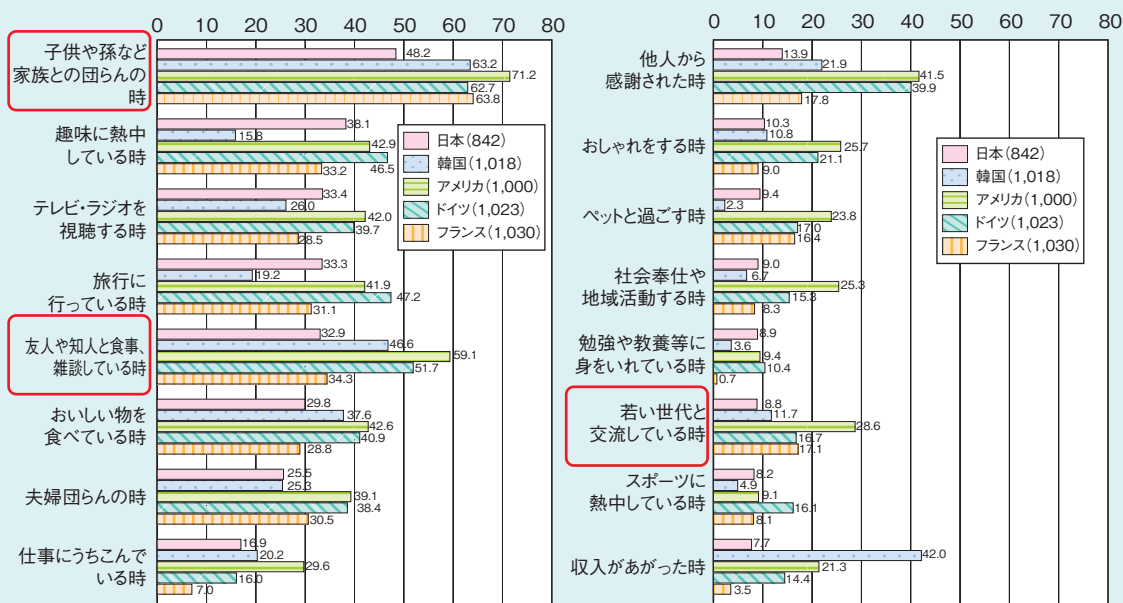 0 10 20 30 40 50 60 70 80
子供や孫など
家族との団らんの
時
48.2
63.2
71.2
62.7
63.8
趣味に熱中
している時
38.1
15.8
42.9
46.5
33.2
テレビ・ラジオを
視聴する時
33.4
26.0
42.0
39.7
28.5
旅行に
行っている時
33.3
19.2
41.9
47.2
31.1
友人や知人と食事、
雑談している時
32.9
46.6
59.1
51.7
34.3
おいしい物を
食べている時
29.8
37.6
42.6
40.9
28.8
夫婦団らんの時
25.5
25.3
39.1
38.4
30.5
仕事にうちこんで
いる時
16.9
20.2
29.6
16.0
7.0
日本(842)
韓国(1,018)
アメリカ(1,000)
ドイツ(1,023)
フランス(1,030)
0 10 20 30 40 50 60 70 80
他人から
感謝された時
13.9
21.9
41.5
39.9
17.8
おしゃれをする時
10.3
10.8
25.7
21.1
9.0
ペットと過ごす時
9.4
2.3
23.8
17.0
16.4
社会奉仕や
地域活動する時
9.0
6.7
25.3
15.3
8.3
勉強や教養等に
身をいれている時
8.9
3.6
9.4
10.4
0.7
若い世代と
交流している時
8.8
11.7
28.6
16.7
17.1
スポーツに
熱中している時
8.2
4.9
9.1
16.1
8.1
収入があがった時
7.7
42.0
21.3
14.4
3.5
日本(842)
韓国(1,018)
アメリカ(1,000)
ドイツ(1,023)
フランス(1,030)